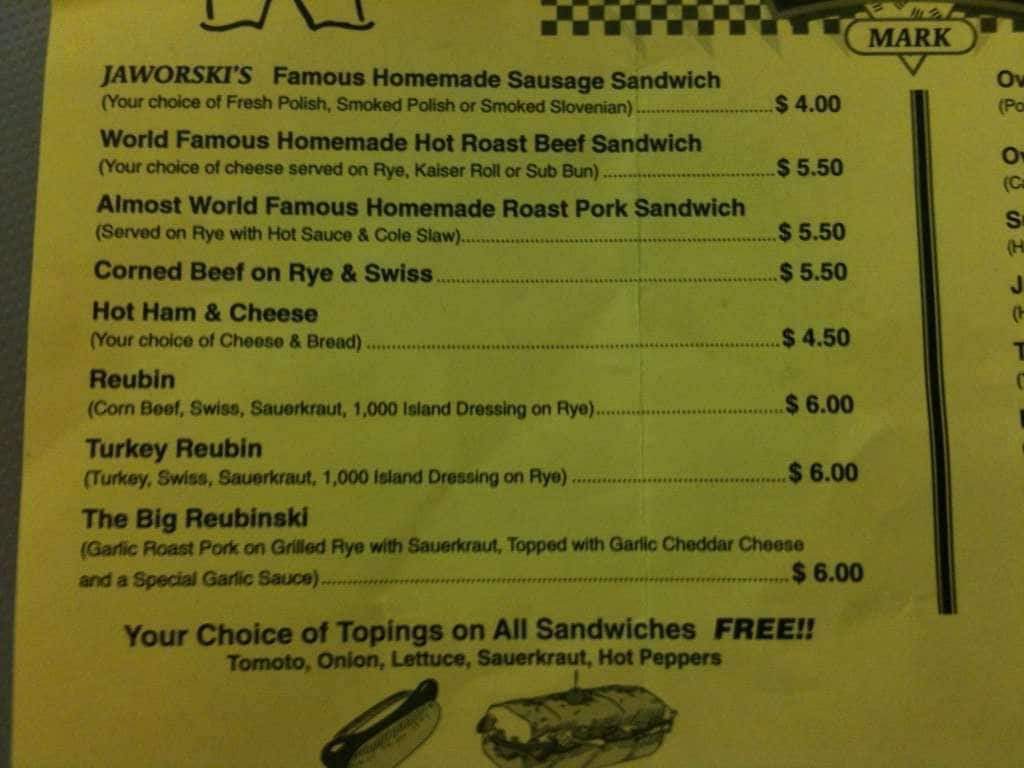 MARK
JAWORSKI'S Famous Homemade Sausage Sandwich
(Your choice of Fresh Polish, Smoked Polish or Smoked Slovenian) $ 4.00
World Famous Homemade Hot Roast Beef Sandwich
(Your choice of cheese served on Rye, Kaiser Roll or Sub Bun) $ 5.50
Almost World Famous Homemade Roast Pork Sandwich
(Served on Rye with Hot Sauce & Cole Slaw) $ 5.50
Corned Beef on Rye & Swiss $ 5.50
Hot Ham & Cheese
(Your choice of Cheese & Bread) $ 4.50
Reubin
(Corn Beef, Swiss, Sauerkraut, 1,000 Island Dressing on Rye) $ 6.00
Turkey Reubin
(Turkey, Swiss, Sauerkraut, 1,000 Island Dressing on Rye) $ 6.00
The Big Reubinski
(Garlic Roast Pork on Grilled Rye with Sauerkraut, Topped with Garlic Cheddar Cheese
and a Special Garlic Sauce) $ 6.00
Your Choice of Topings on All Sandwiches FREE!!
Tomoto, Onion, Lettuce, Sauerkraut, Hot Peppers